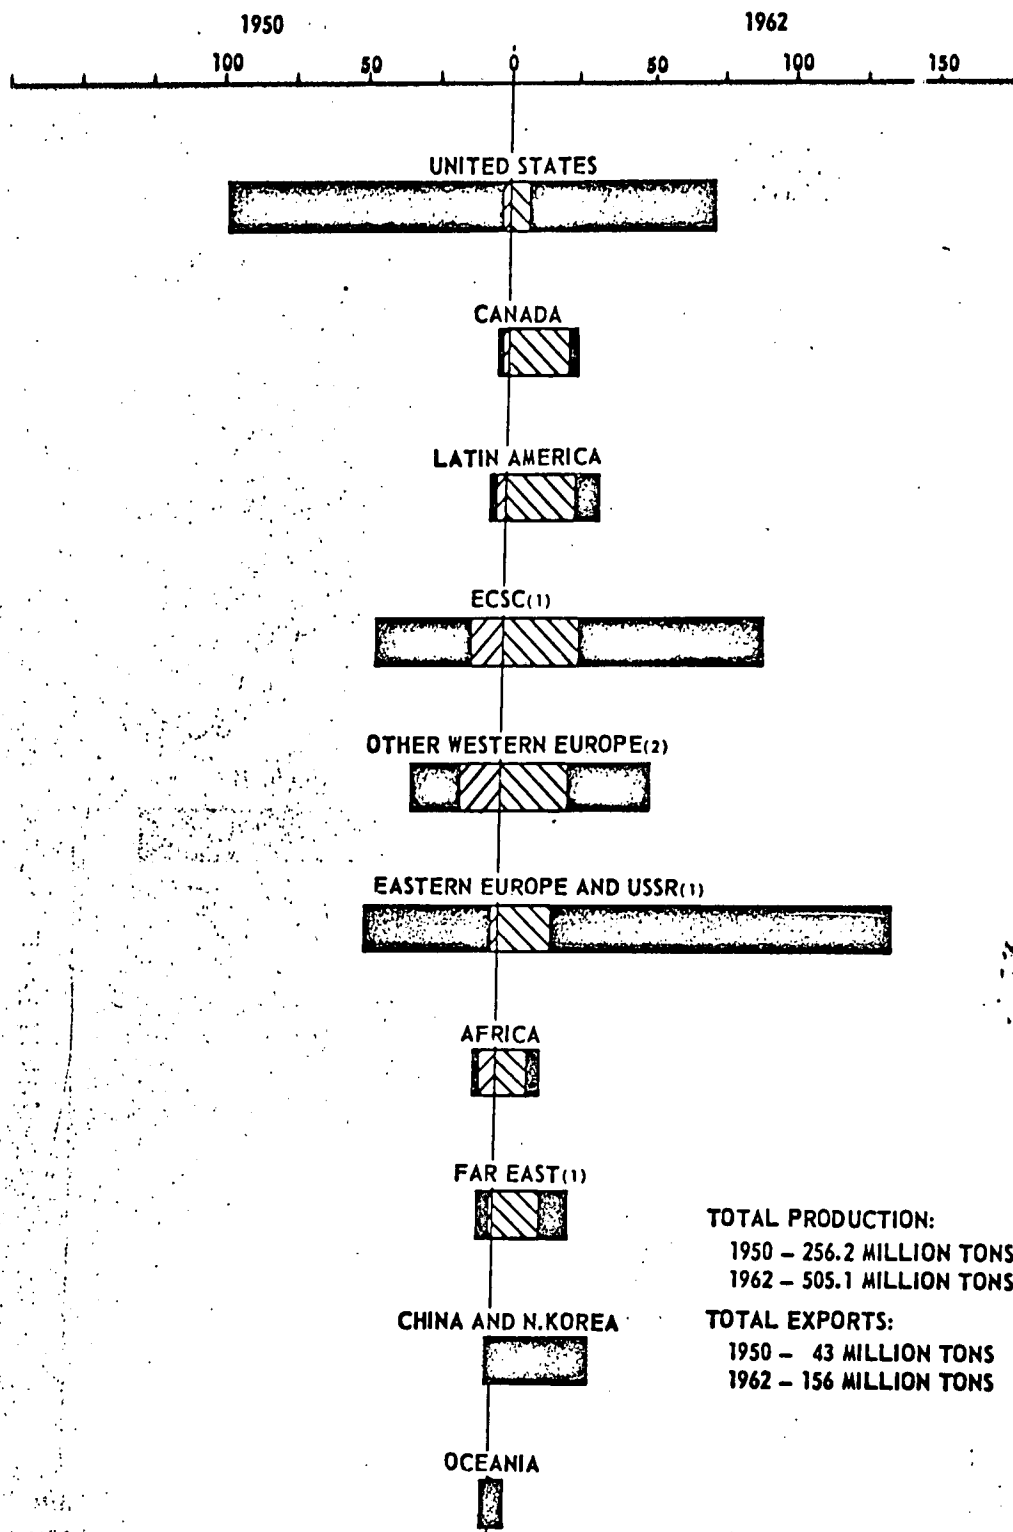 1950 1962
100 50 0 50 100 150
UNITED STATES
CANADA
LATIN AMERICA
ECSC(1)
OTHER WESTERN EUROPE(2)
EASTERN EUROPE AND USSR(1)
AFRICA
FAR EAST(1)
TOTAL PRODUCTION:
1950 – 256.2 MILLION TONS
1962 – 505.1 MILLION TONS
CHINA AND N.KOREA
TOTAL EXPORTS:
1950 – 43 MILLION TONS
1962 – 156 MILLION TONS
OCEANIA